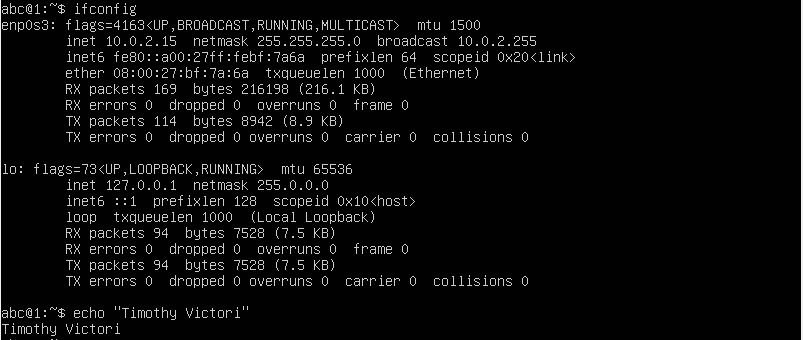 abc@1:~$ ifconfig
enp0s3: flags=4163<UP,BROADCAST,RUNNING,MULTICAST>  mtu 1500
        inet 10.0.2.15  netmask 255.255.255.0  broadcast 10.0.2.255
        inet6 fe80::a00:27ff:febf:7a6a  prefixlen 64  scopeid 0x20<link>
        ether 08:00:27:bf:7a:6a  txqueuelen 1000  (Ethernet)
        RX packets 169  bytes 216198 (216.1 KB)
        RX errors 0  dropped 0  overruns 0  frame 0
        TX packets 114  bytes 8942 (8.9 KB)
        TX errors 0  dropped 0 overruns 0  carrier 0  collisions 0

lo: flags=73<UP,LOOPBACK,RUNNING>  mtu 65536
        inet 127.0.0.1  netmask 255.0.0.0
        inet6 ::1  prefixlen 128  scopeid 0x10<host>
        loop  txqueuelen 1000  (Local Loopback)
        RX packets 94  bytes 7528 (7.5 KB)
        RX errors 0  dropped 0  overruns 0  frame 0
        TX packets 94  bytes 7528 (7.5 KB)
        TX errors 0  dropped 0 overruns 0  carrier 0  collisions 0

abc@1:~$ echo "Timothy Victori"
Timothy Victori